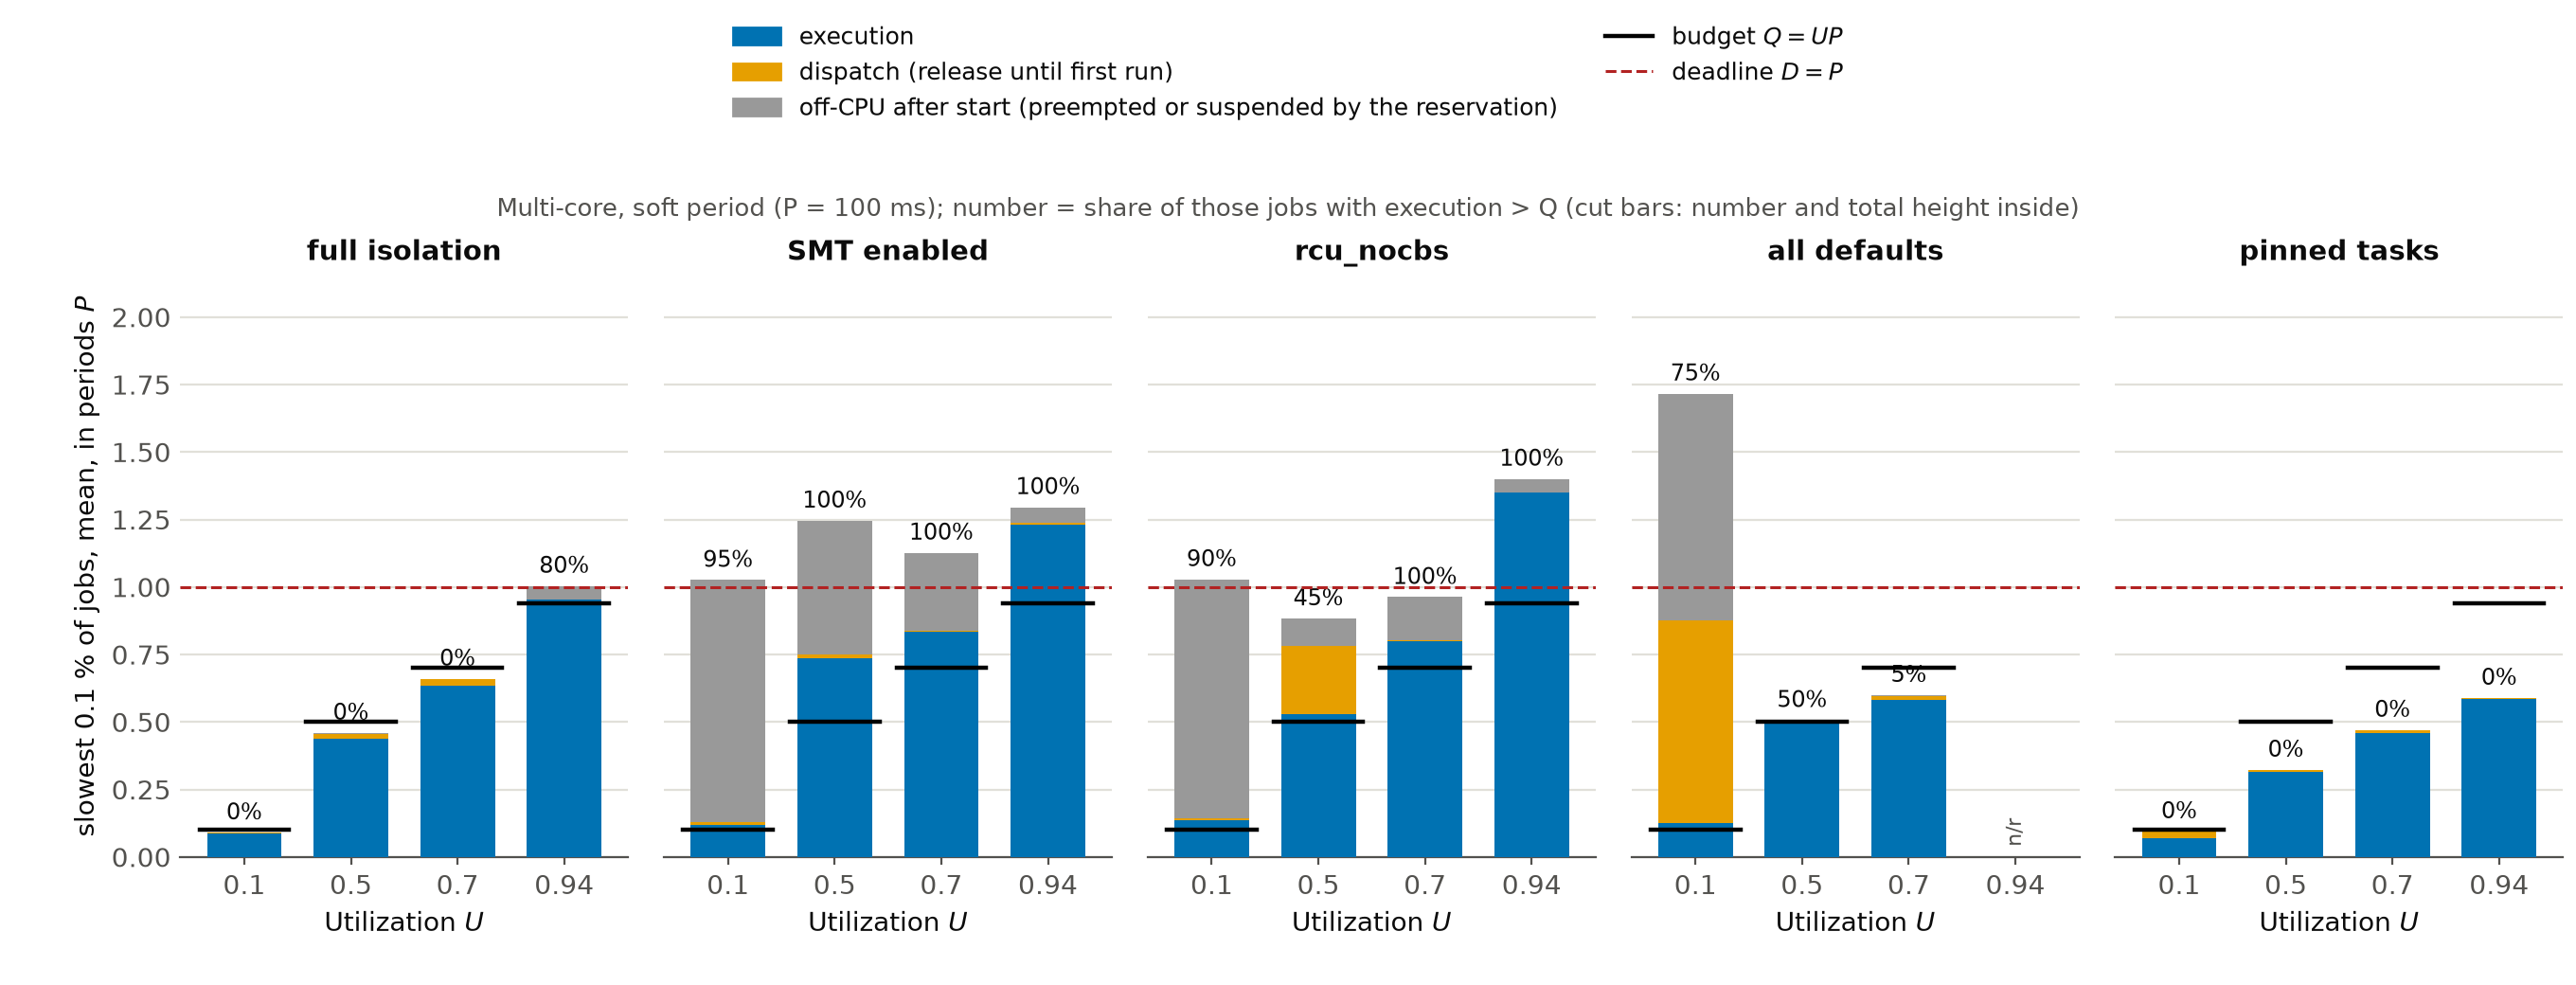 execution
dispatch (release until first run)
off-CPU after start (preempted or suspended by the reservation)
budget Q = UP
deadline D = P
Multi-core, soft period (P = 100 ms); number = share of those jobs with execution > Q (cut bars: number and total height inside)
full isolation
SMT enabled
rcu_nocbs
all defaults
pinned tasks
slowest 0.1 % of jobs, mean, in periods P
2.00
1.75
1.50
1.25
1.00
0.75
0.50
0.25
0.00
0%
0%
0%
80%
0.1
0.5
0.7
0.94
Utilization U
95%
100%
100%
100%
0.1
0.5
0.7
0.94
Utilization U
90%
45%
100%
100%
0.1
0.5
0.7
0.94
Utilization U
75%
50%
5%
n/r
0.1
0.5
0.7
0.94
Utilization U
0%
0%
0%
0%
0.1
0.5
0.7
0.94
Utilization U